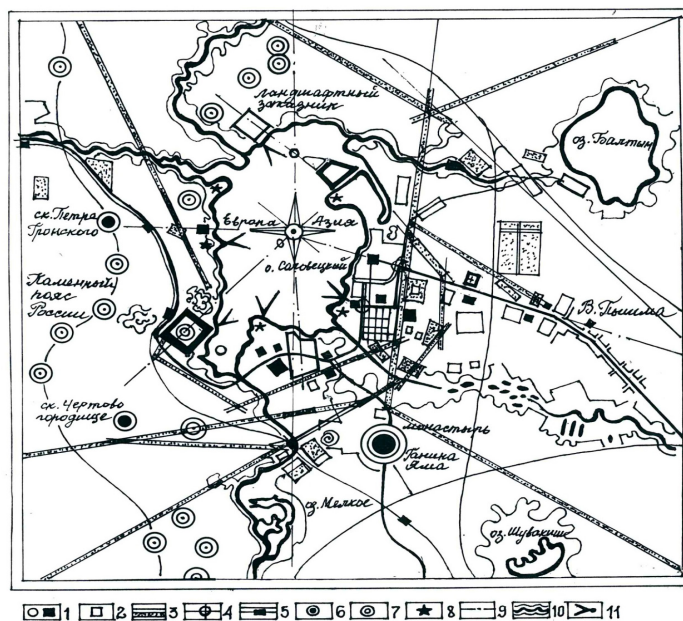 ландшафтный
заказник
оз. Балтым
ск. Петра
Гронского
Европа Азия
о. Соловецкий
Каменный
пояс
России
В. Пышма
ск. Чертово
городище
монастырь
Ганина
Яма
оз. Мелкое
оз. Шувакиш
1 2 3 4 5 6 7 8 9 10 11